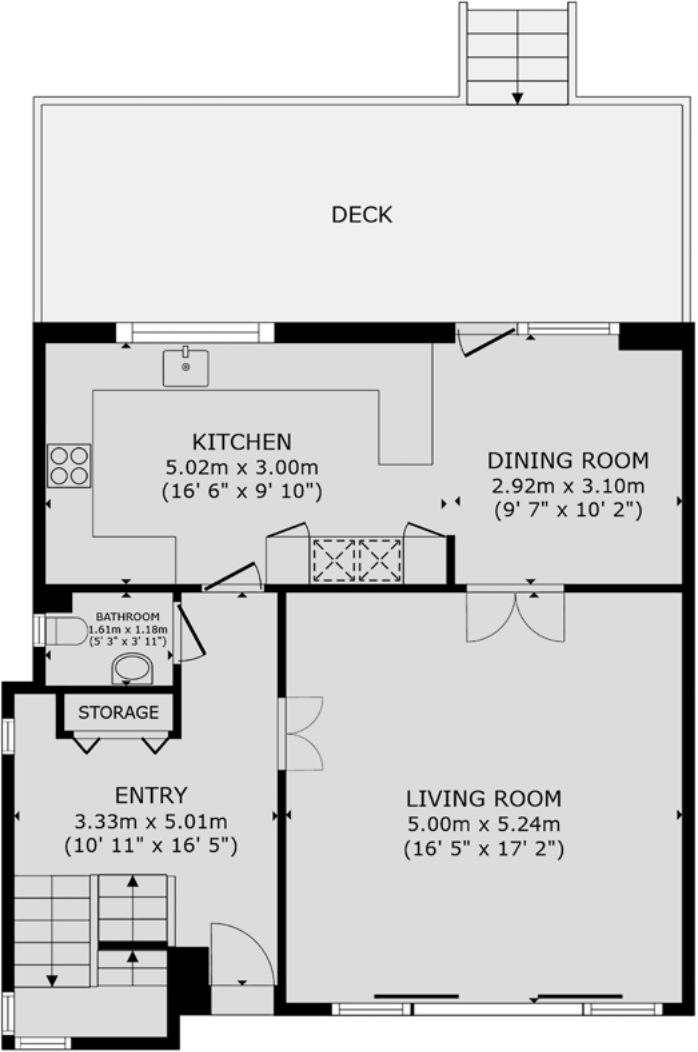 DECK
KITCHEN
5.02m x 3.00m
(16' 6" x 9' 10")
DINING ROOM
2.92m x 3.10m
(9' 7" x 10' 2")
BATHROOM
1.61m x 1.18m
(5' 3" x 3' 11")
STORAGE
ENTRY
3.33m x 5.01m
(10' 11" x 16' 5")
LIVING ROOM
5.00m x 5.24m
(16' 5" x 17' 2")